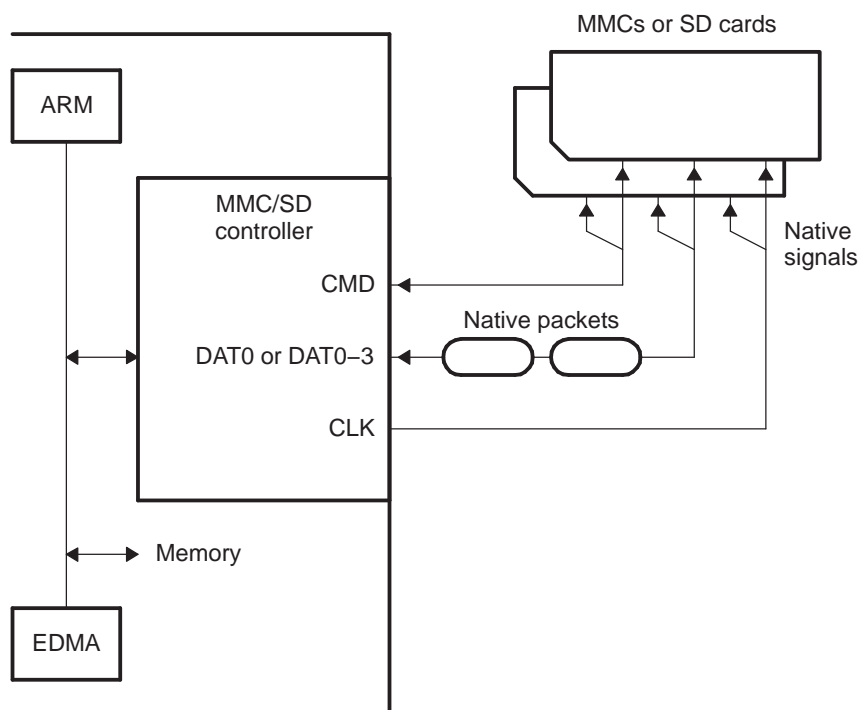 MMCs or SD cards
ARM
MMC/SD
controller
Native
signals
CMD
Native packets
DAT0 or DAT0−3
CLK
Memory
EDMA